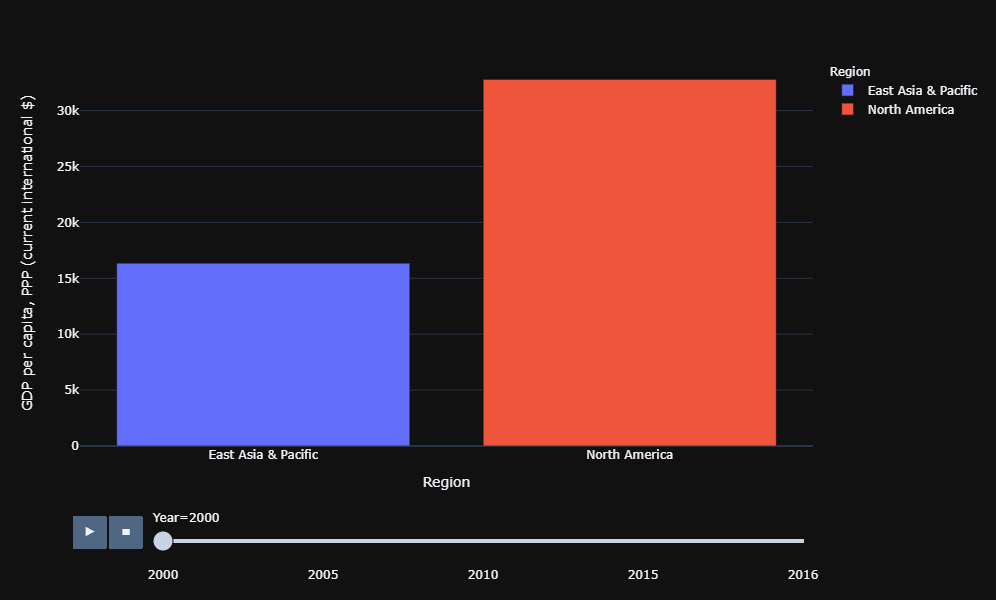 Region
East Asia & Pacific
North America
GDP per capita, PPP (current International $)
30k
25k
20k
15k
10k
5k
0
East Asia & Pacific
North America
Region
Year=2000
2000
2005
2010
2015
2016